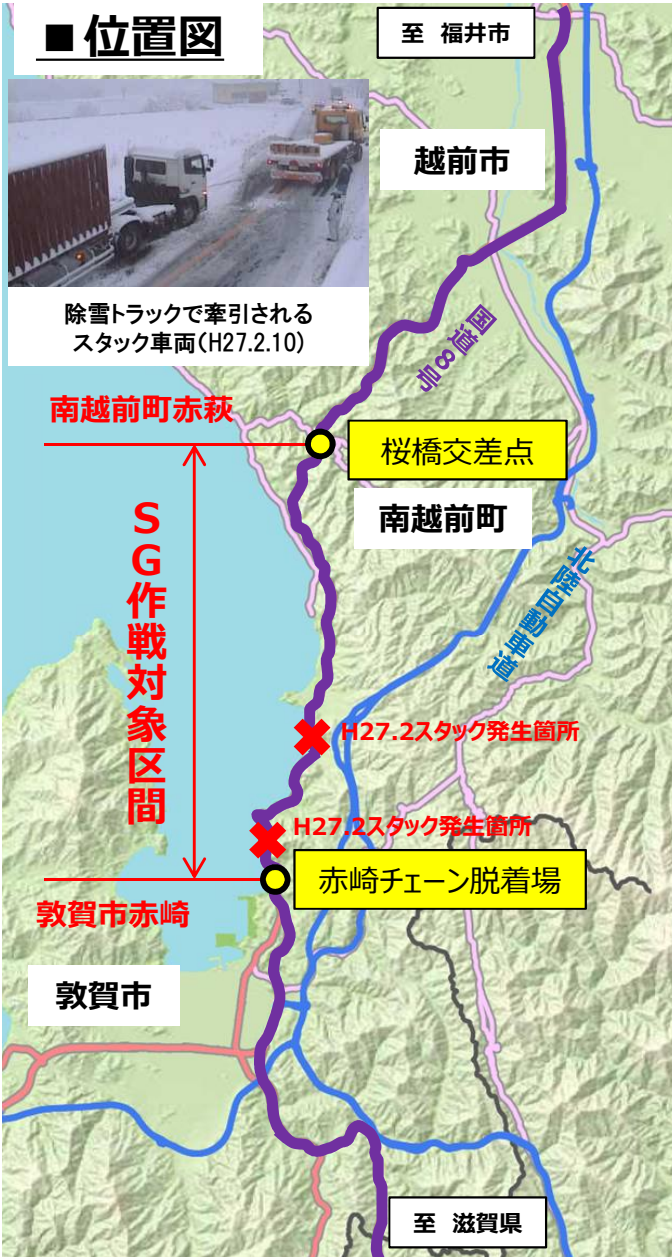 ■位置図
至 福井市
越前市
除雪トラックで牽引される
スタック車両(H27.2.10)
国道8号
南越前町赤萩
桜橋交差点
南越前町
SG作戦対象区間
北陸自動車道
H27.2スタック発生箇所
H27.2スタック発生箇所
赤崎チェーン脱着場
敦賀市赤崎
敦賀市
至 滋賀県